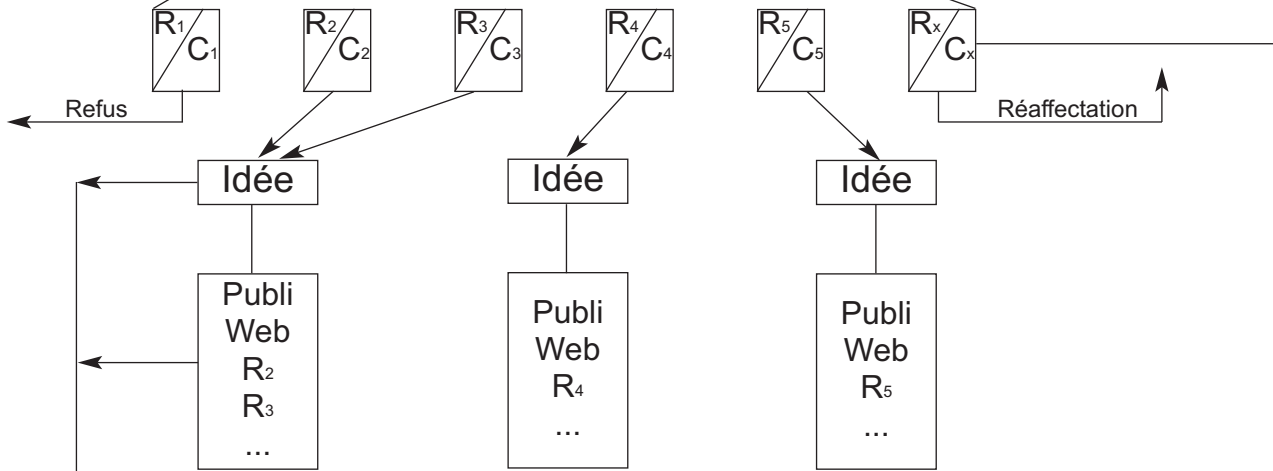 R1 C1
R2 C2
R3 C3
R4 C4
R5 C5
Rx Cx
Refus
Réaffectation
Idée
Idée
Idée
Publi
Web
R2
R3
...
Publi
Web
R4
...
Publi
Web
R5
...